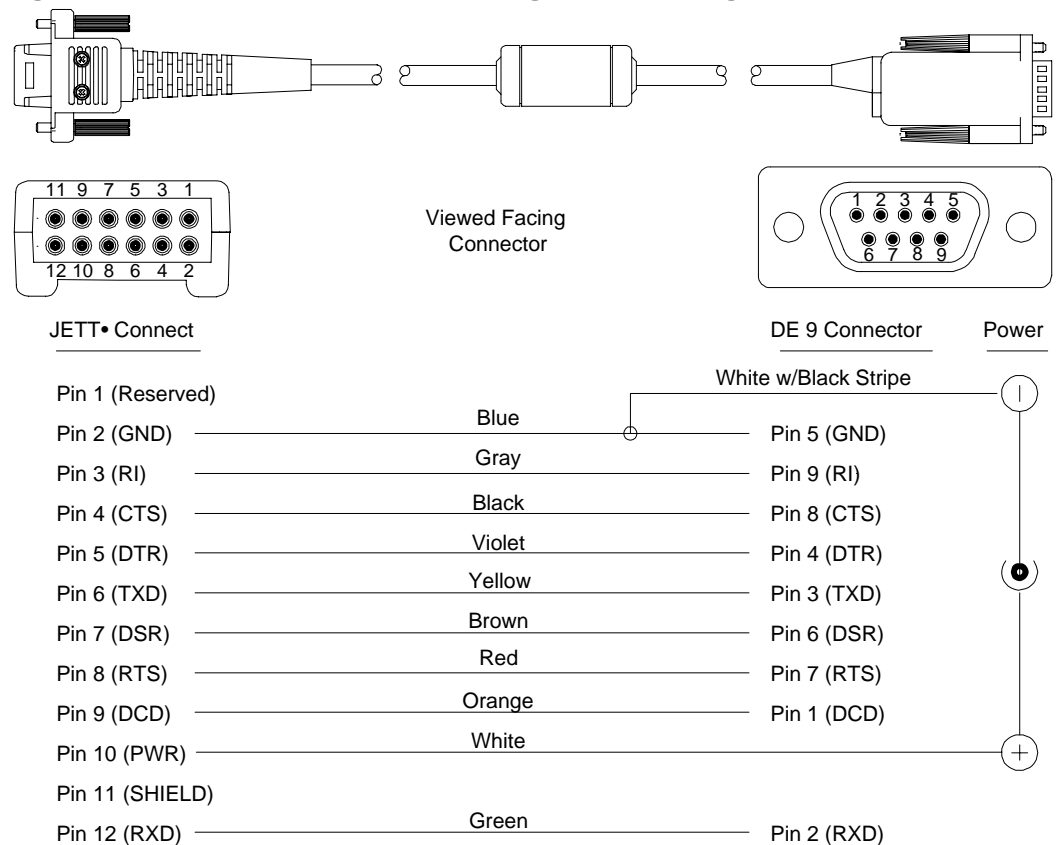 11 9 7 5 3 1
12 10 8 6 4 2
Viewed Facing
Connector
1 2 3 4 5
6 7 8 9
JETT• Connect
DE 9 Connector
Power
White w/Black Stripe
Pin 1 (Reserved)
Pin 2 (GND) Blue Pin 5 (GND)
Pin 3 (RI) Gray Pin 9 (RI)
Pin 4 (CTS) Black Pin 8 (CTS)
Pin 5 (DTR) Violet Pin 4 (DTR)
Pin 6 (TXD) Yellow Pin 3 (TXD)
Pin 7 (DSR) Brown Pin 6 (DSR)
Pin 8 (RTS) Red Pin 7 (RTS)
Pin 9 (DCD) Orange Pin 1 (DCD)
Pin 10 (PWR) White +
Pin 11 (SHIELD)
Pin 12 (RXD) Green Pin 2 (RXD)